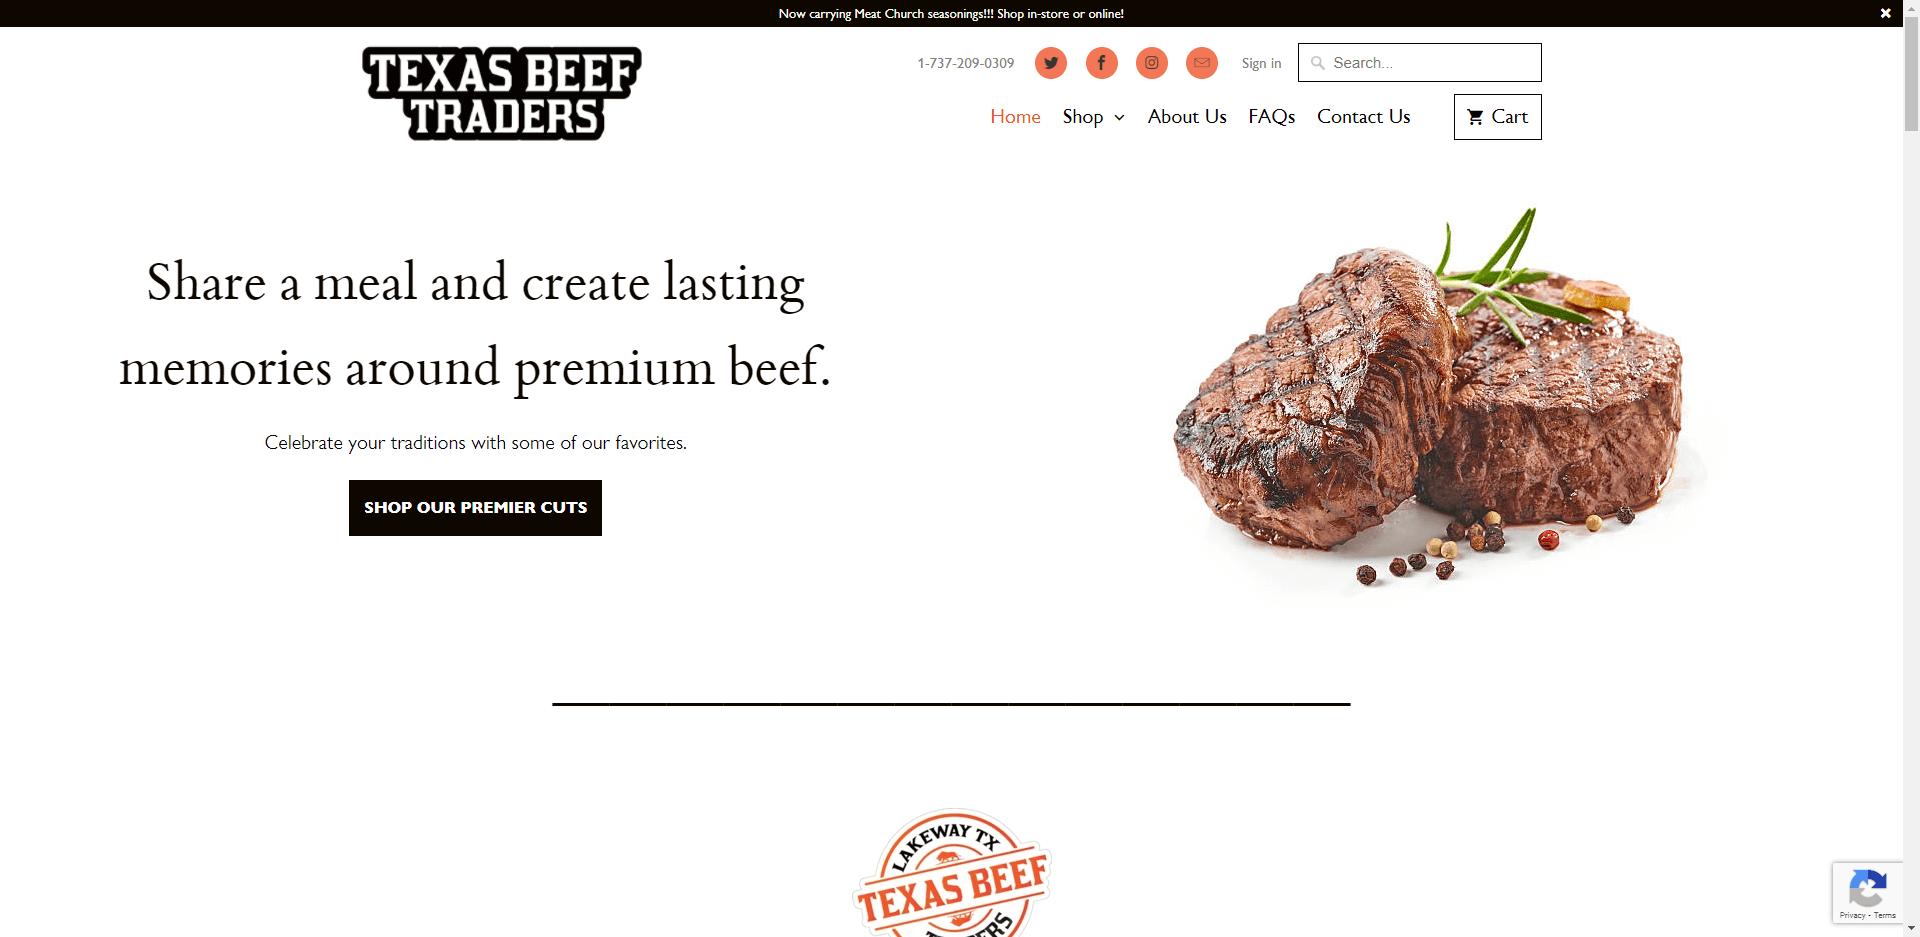 Now carrying Meat Church seasonings!!! Shop in-store or online!
TEXAS BEEF
TRADERS
1-737-209-0309
Sign in
Search...
Home
Shop
About Us
FAQs
Contact Us
Cart
Share a meal and create lasting
memories around premium beef.
Celebrate your traditions with some of our favorites.
SHOP OUR PREMIER CUTS
LAKEWAY TX
TEXAS BEEF
Privacy - Terms